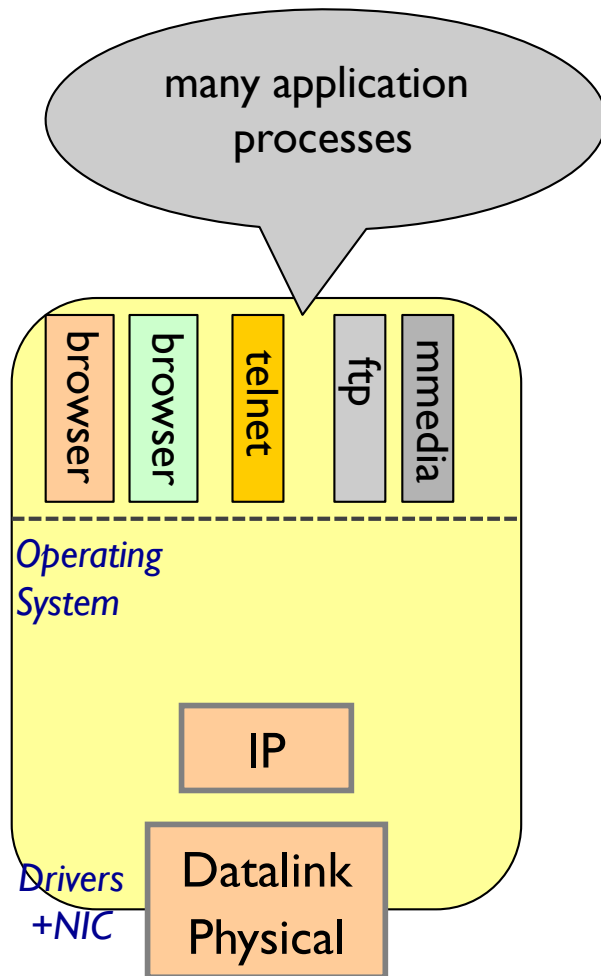 many application
processes
browser
browser
telnet
ftp
mmedia
Operating
System
IP
Drivers
+NIC
Datalink
Physical